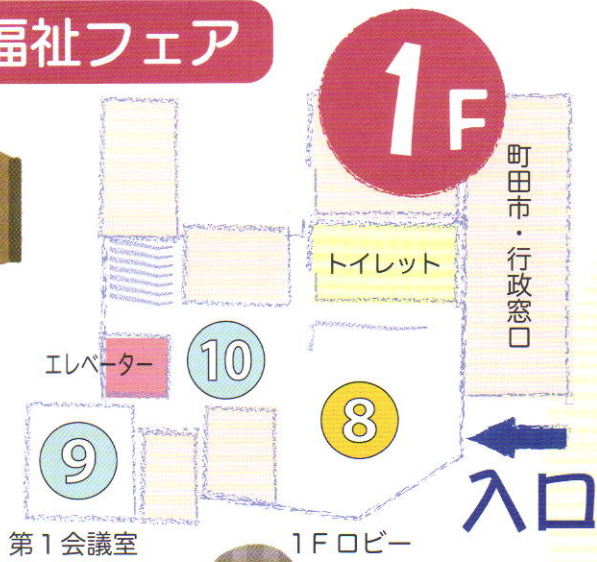 福祉フェア
1F
町田市・行政窓口
トイレット
エレベーター
10
8
9
入口
第1会議室
1Fロビー